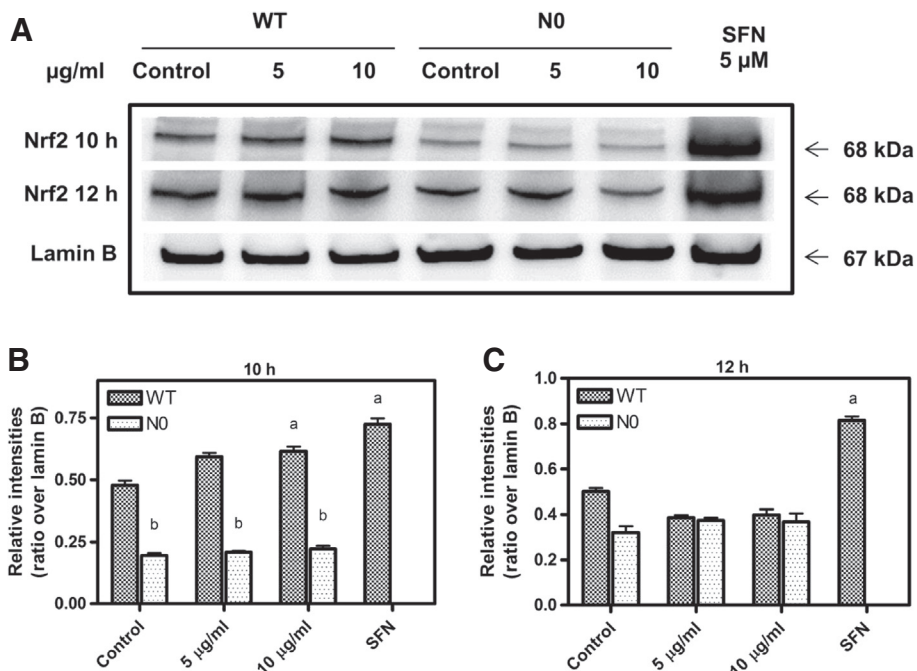 A
WT N0 SFN
5 µM
µg/ml Control 5 10 Control 5 10
Nrf2 10 h 68 kDa
Nrf2 12 h 68 kDa
Lamin B 67 kDa
B
10 h
Relative intensities
(ratio over lamin B)
0.75
0.50
0.25
0.00
WT
N0
b
b
a
b
a
Control
5 µg/ml
10 µg/ml
SFN
C
12 h
Relative intensities
(ratio over lamin B)
1.0
0.8
0.6
0.4
0.2
0.0
WT
N0
a
Control
5 µg/ml
10 µg/ml
SFN